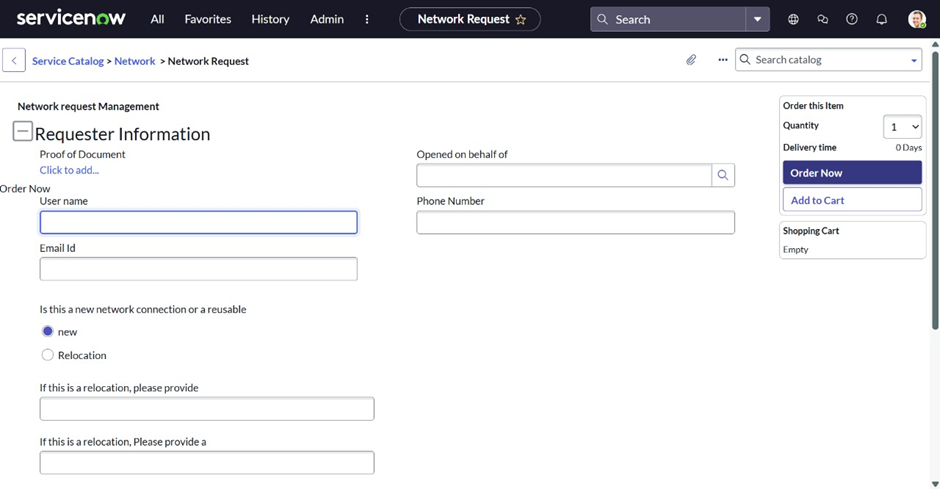 servicenow All Favorites History Admin Network Request Search
Service Catalog > Network > Network Request Search catalog
Network request Management
Requester Information
Proof of Document
Click to add...
Opened on behalf of
Order Now
User name
Phone Number
Email Id
Is this a new network connection or a reusable
new
Relocation
If this is a relocation, please provide
If this is a relocation, Please provide a
Order this Item
Quantity 1
Delivery time 0 Days
Order Now
Add to Cart
Shopping Cart
Empty